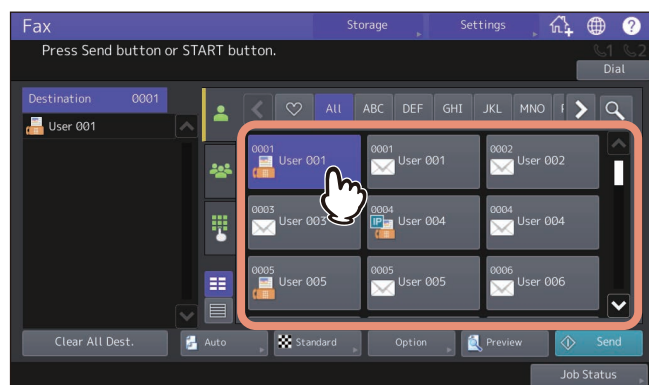 Fax
Storage
Settings
?
Press Send button or START button.
1
2
Dial
Destination 0001
User 001
All
ABC
DEF
GHI
JKL
MNO
0001
User 001
0001
User 001
0002
User 002
0003
User 003
0004
IP
User 004
0004
User 004
0005
User 005
0005
User 005
0006
User 006
Clear All Dest.
Auto
Standard
Option
Preview
Send
Job Status